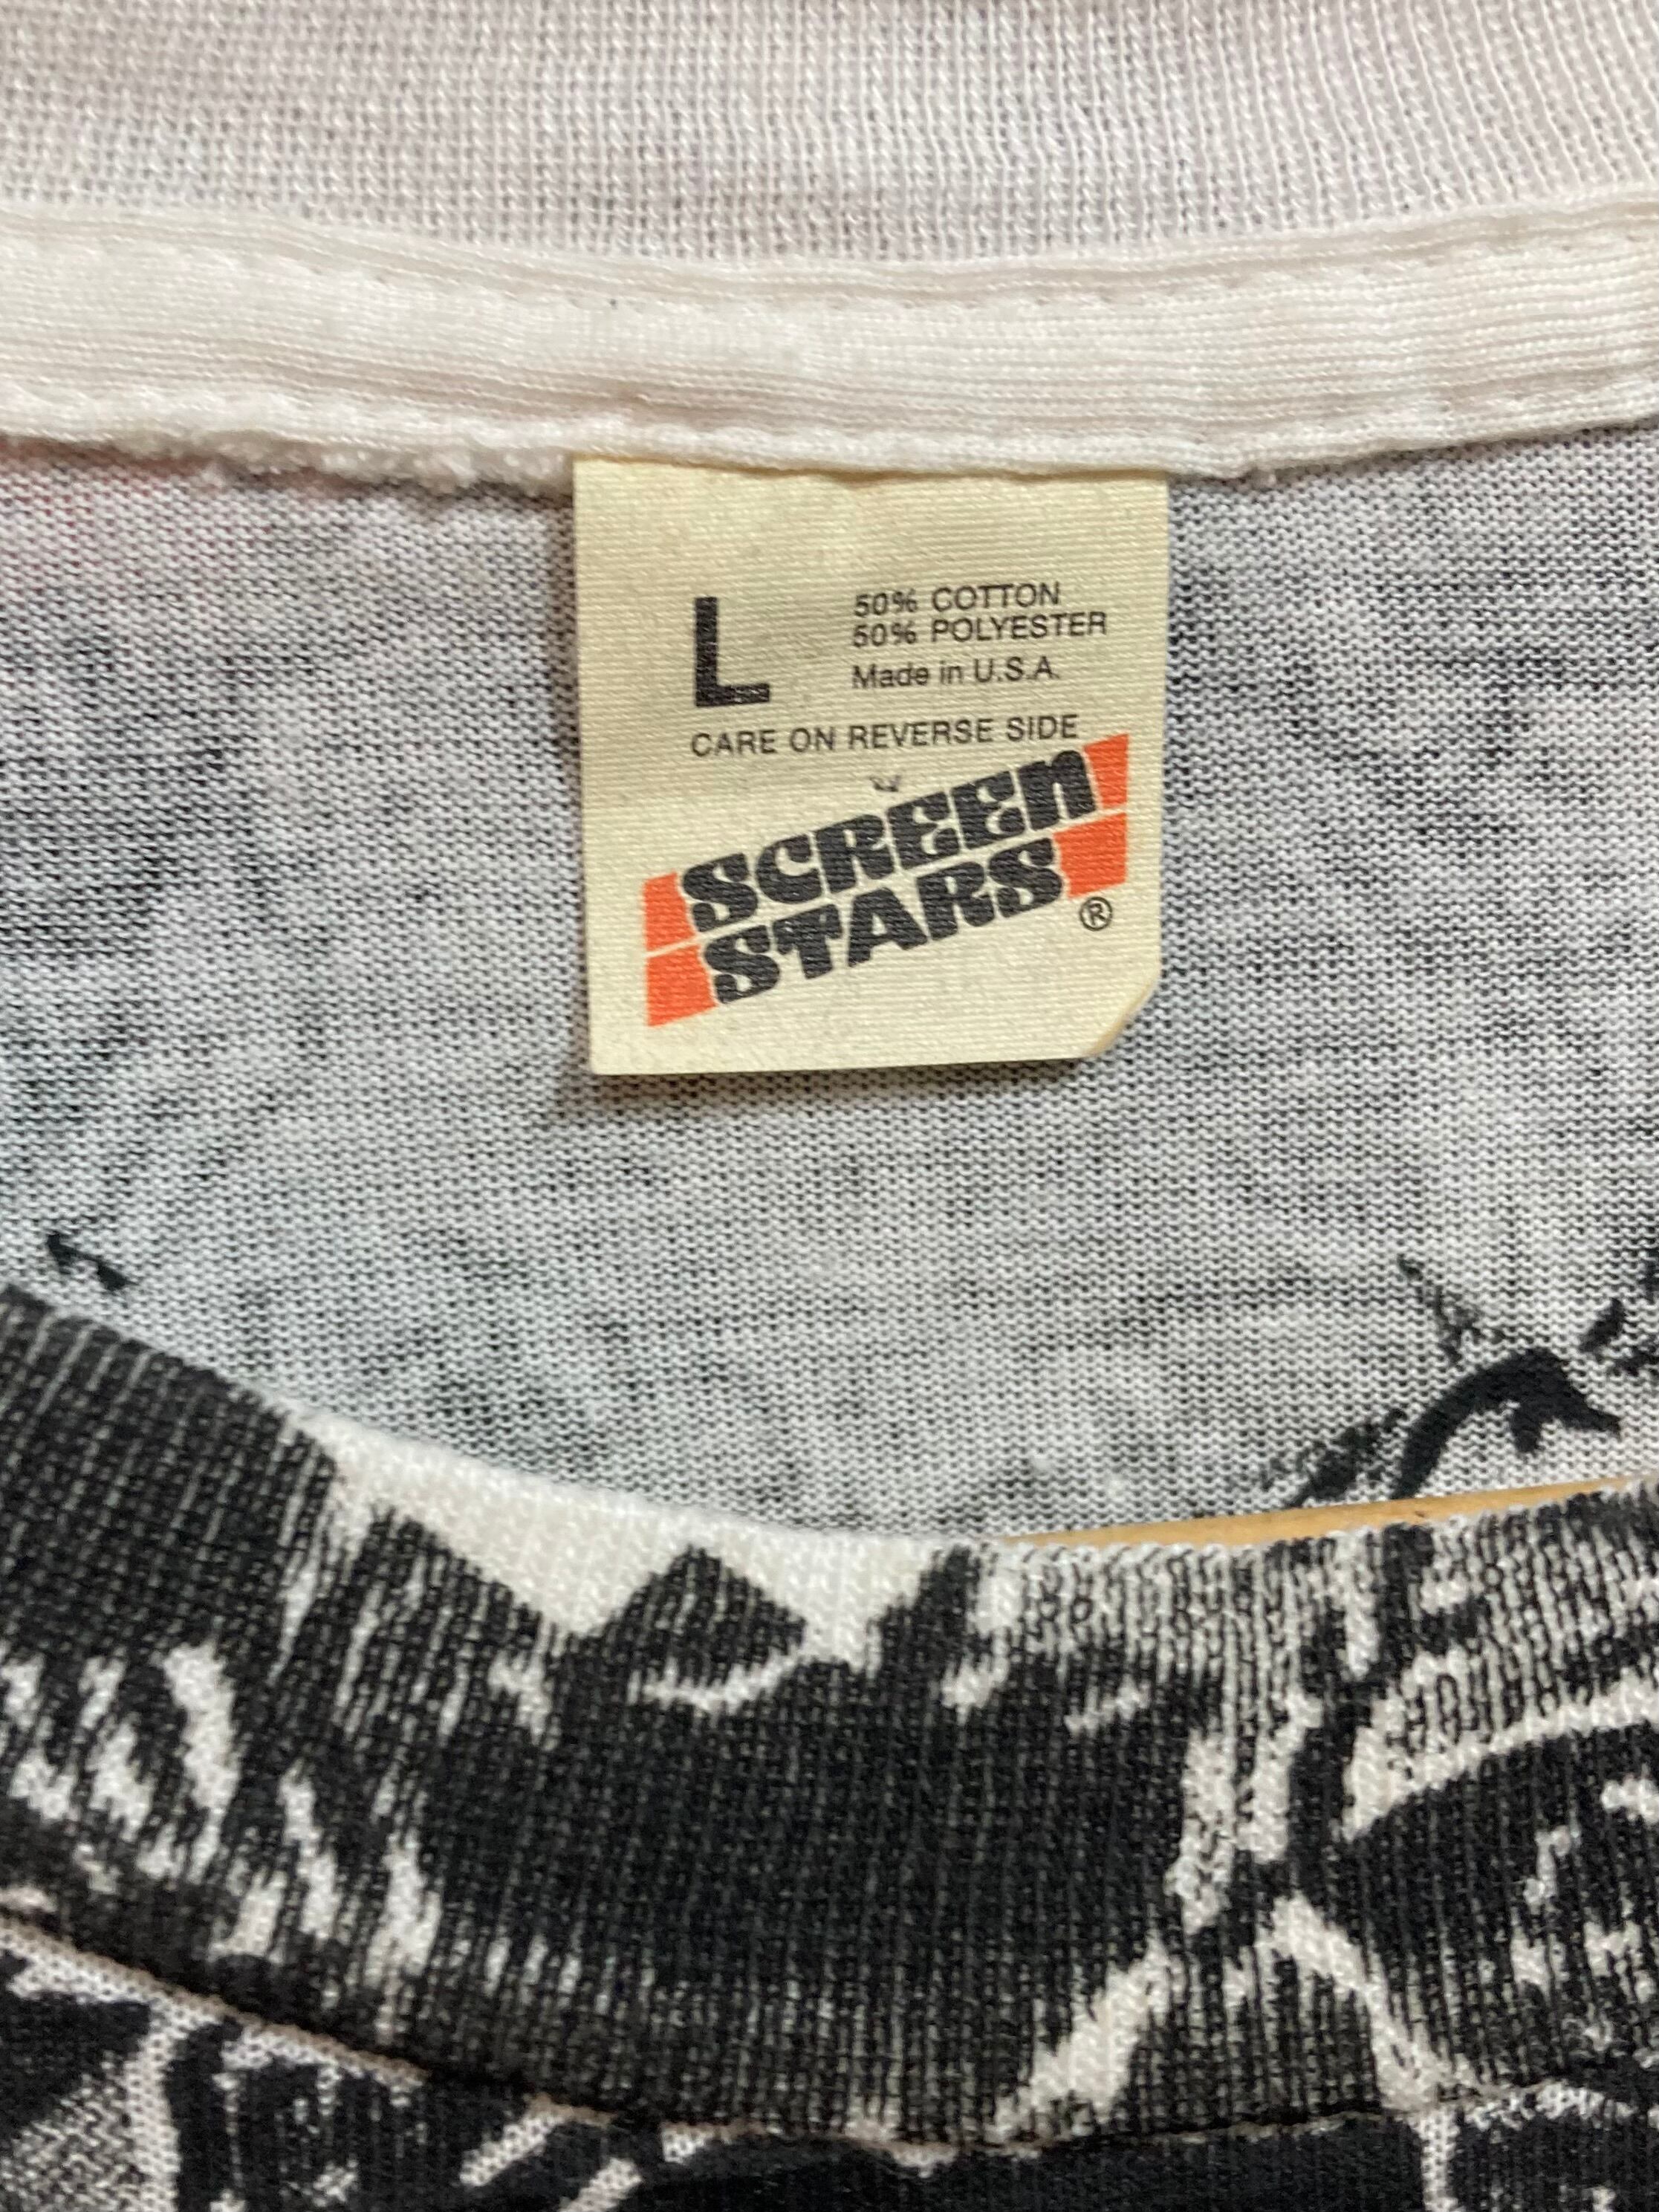 L
50% COTTON
50% POLYESTER
Made in U.S.A.
CARE ON REVERSE SIDE
SCREEN
STARS®